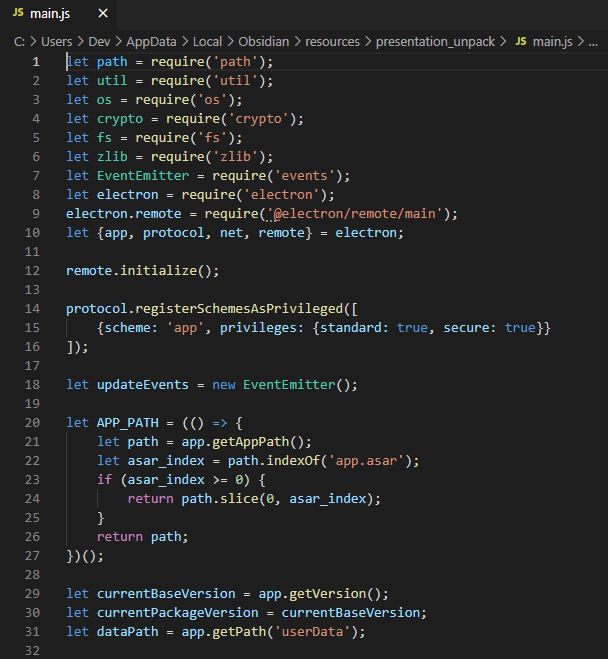 JS main.js ×
C: > Users > Dev > AppData > Local > Obsidian > resources > presentation_unpack > JS main.js > ...
1 let path = require('path');
2 let util = require('util');
3 let os = require('os');
4 let crypto = require('crypto');
5 let fs = require('fs');
6 let zlib = require('zlib');
7 let EventEmitter = require('events');
8 let electron = require('electron');
9 electron.remote = require('@electron/remote/main');
10 let {app, protocol, net, remote} = electron;
11
12 remote.initialize();
13
14 protocol.registerSchemesAsPrivileged([
15     {scheme: 'app', privileges: {standard: true, secure: true}}
16 ]);
17
18 let updateEvents = new EventEmitter();
19
20 let APP_PATH = (() => {
21     let path = app.getAppPath();
22     let asar_index = path.indexOf('app.asar');
23     if (asar_index >= 0) {
24         return path.slice(0, asar_index);
25     }
26     return path;
27 })();
28
29 let currentBaseVersion = app.getVersion();
30 let currentPackageVersion = currentBaseVersion;
31 let dataPath = app.getPath('userData');
32